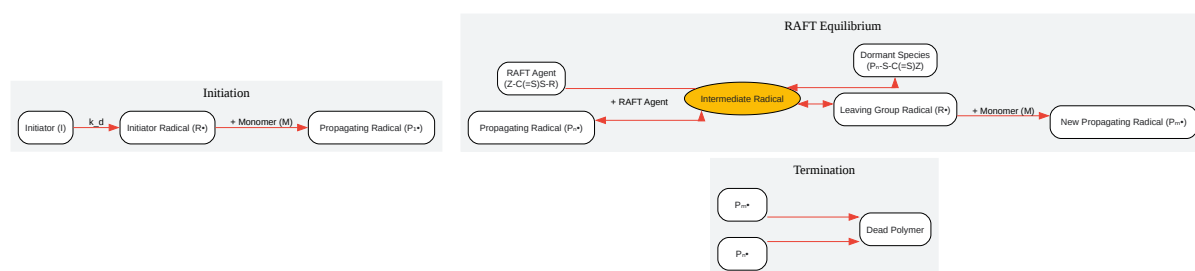 RAFT Equilibrium
Initiation
Initiator (I)
k_d
Initiator Radical (R•)
+ Monomer (M)
Propagating Radical (P₁•)
RAFT Agent
(Z-C(=S)S-R)
Propagating Radical (Pₙ•)
+ RAFT Agent
Intermediate Radical
Dormant Species
(Pₙ-S-C(=S)Z)
Leaving Group Radical (R•)
+ Monomer (M)
New Propagating Radical (Pₘ•)
Termination
Pₘ•
Pₙ•
Dead Polymer